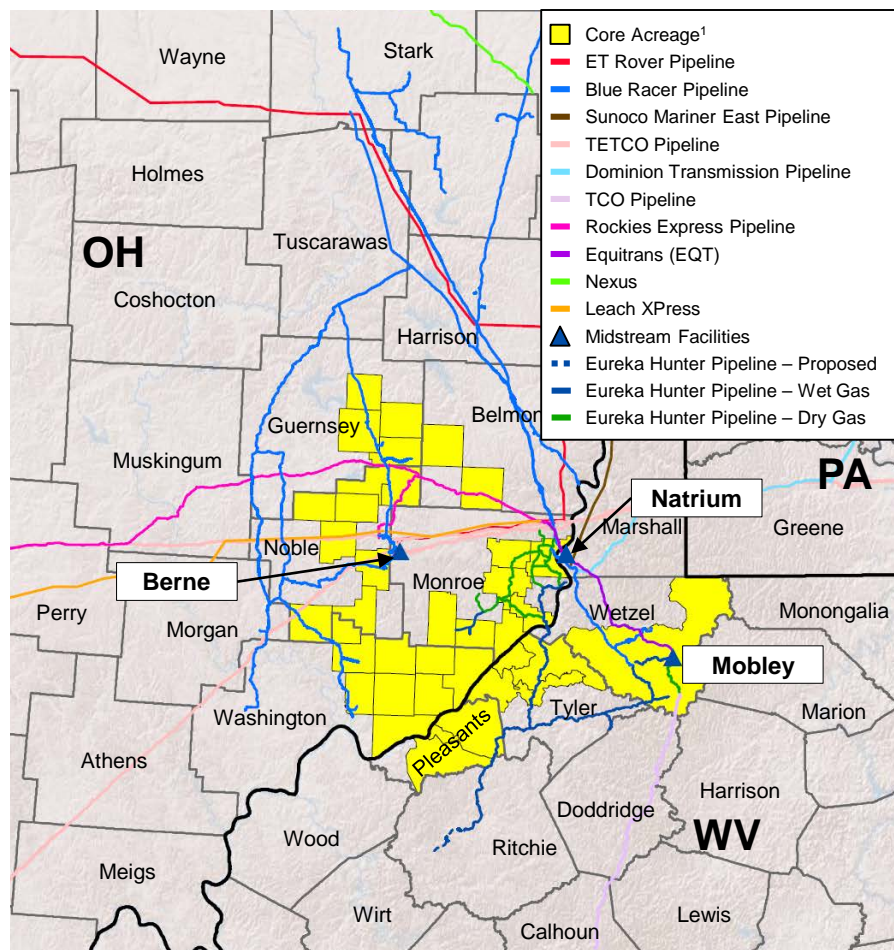 Core Acreage¹
ET Rover Pipeline
Blue Racer Pipeline
Sunoco Mariner East Pipeline
TETCO Pipeline
Dominion Transmission Pipeline
TCO Pipeline
Rockies Express Pipeline
Equitrans (EQT)
Nexus
Leach XPress
Midstream Facilities
Eureka Hunter Pipeline – Proposed
Eureka Hunter Pipeline – Wet Gas
Eureka Hunter Pipeline – Dry Gas
Wayne
Stark
Holmes
OH
Tuscarawas
Coshocton
Harrison
Guernsey
Belmon
Muskingum
PA
Natrium
Marshall
Greene
Noble
Berne
Monroe
Perry
Morgan
Wetzel
Monongalia
Mobley
Washington
Tyler
Marion
Pleasants
Athens
Doddridge
Harrison
Wood
Ritchie
WV
Meigs
Wirt
Calhoun
Lewis